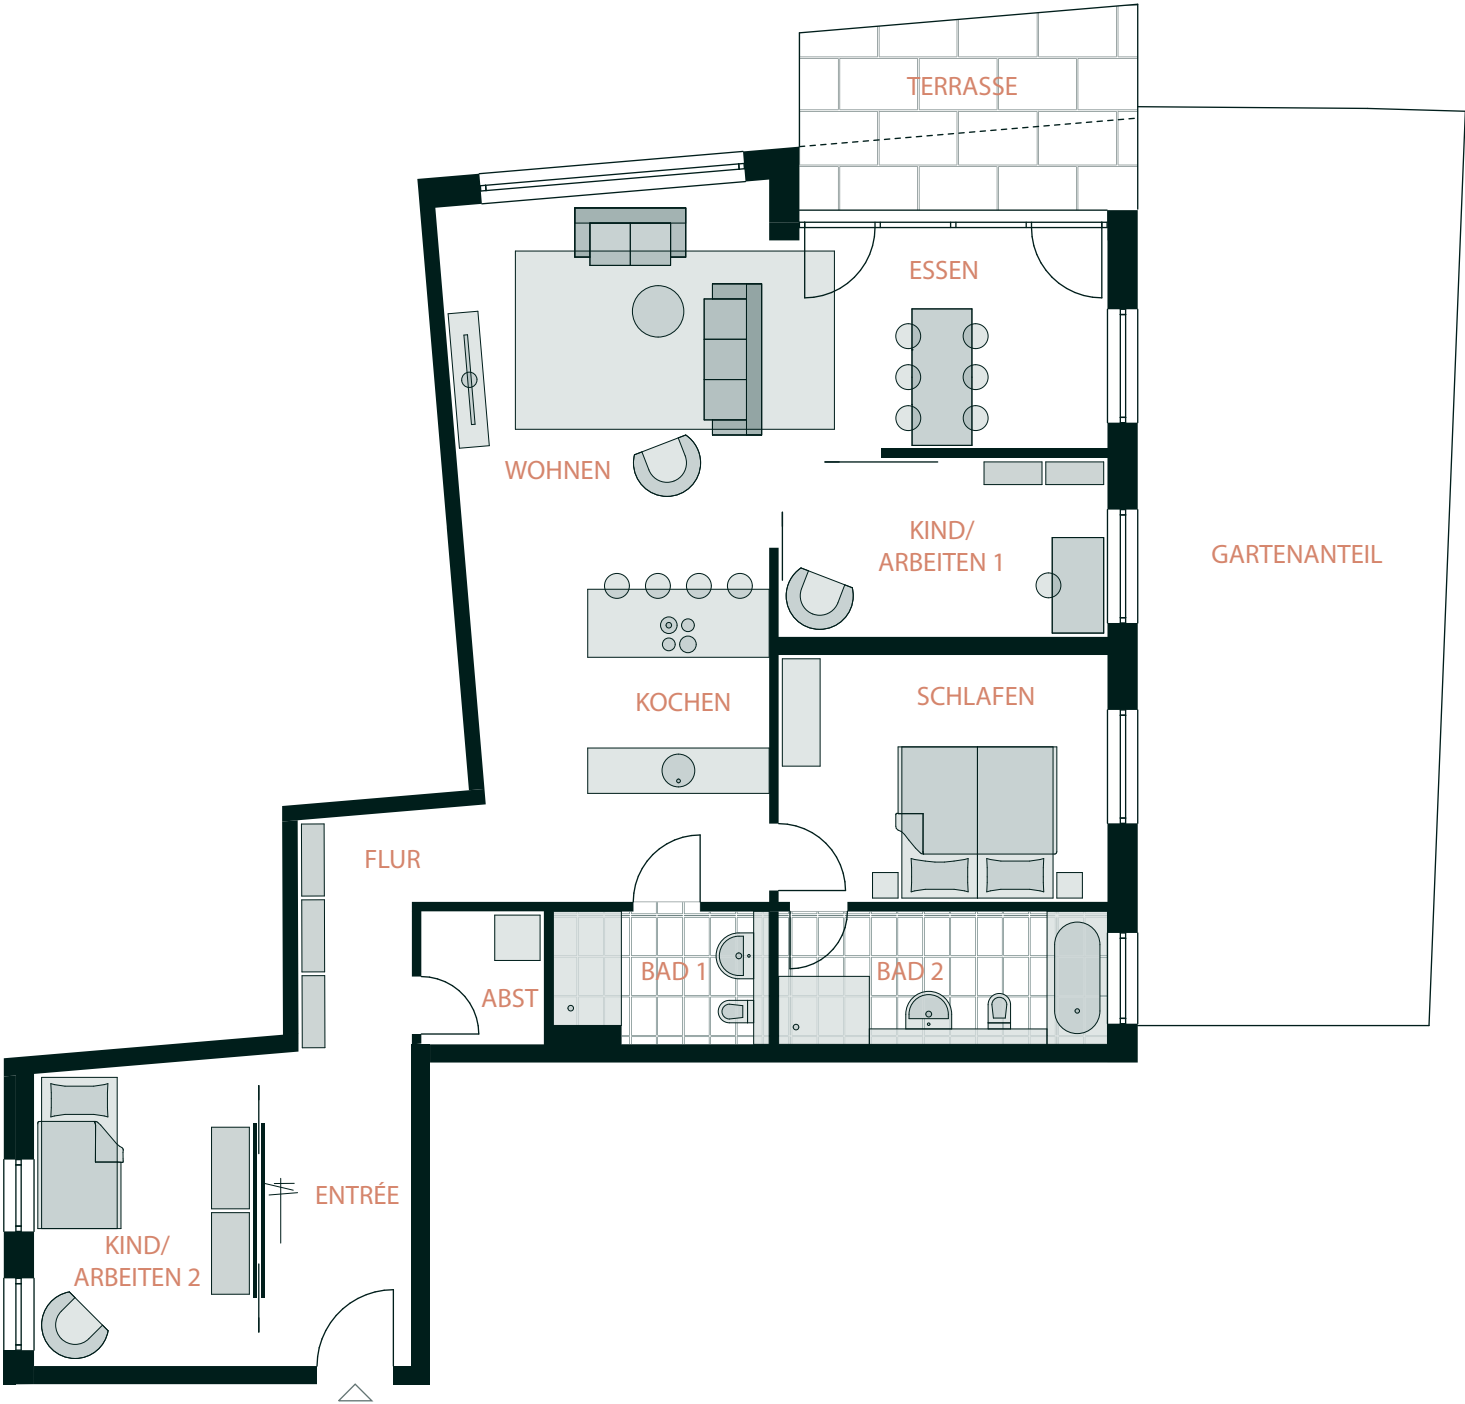 TERRASSE
ESSEN
WOHNEN
KIND/
ARBEITEN 1
GARTENANTEIL
KOCHEN
SCHLAFEN
FLUR
BAD 1
BAD 2
ABST
ENTRÉE
KIND/
ARBEITEN 2